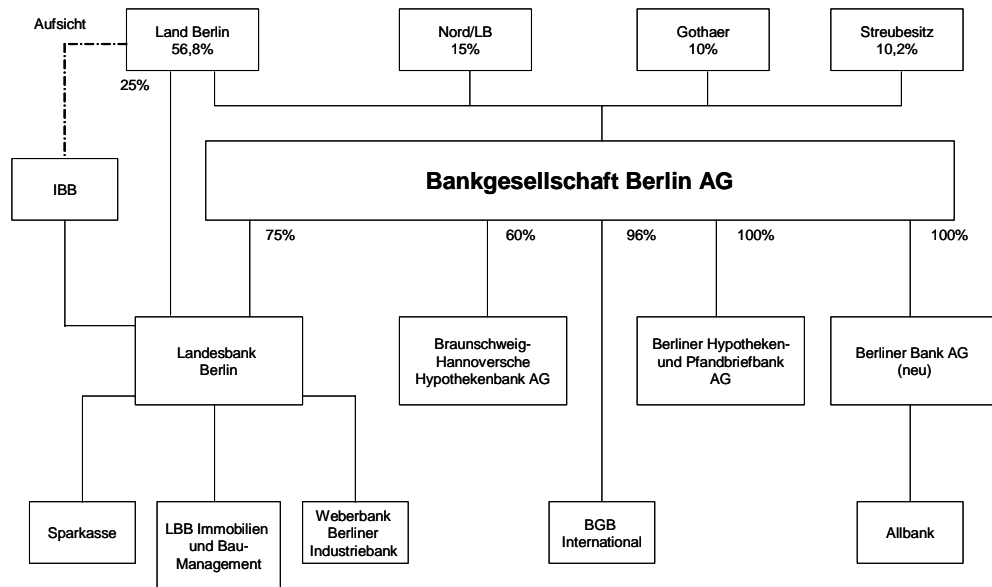 Aufsicht
Land Berlin
56,8%
Nord/LB
15%
Gothaer
10%
Streubesitz
10,2%
25%
IBB
Bankgesellschaft Berlin AG
75%
60%
96%
100%
100%
Landesbank
Berlin
Braunschweig-
Hannoversche
Hypothekenbank AG
Berliner Hypotheken-
und Pfandbriefbank
AG
Berliner Bank AG
(neu)
Sparkasse
LBB Immobilien
und Bau-
Management
Weberbank
Berliner
Industriebank
BGB
International
Allbank